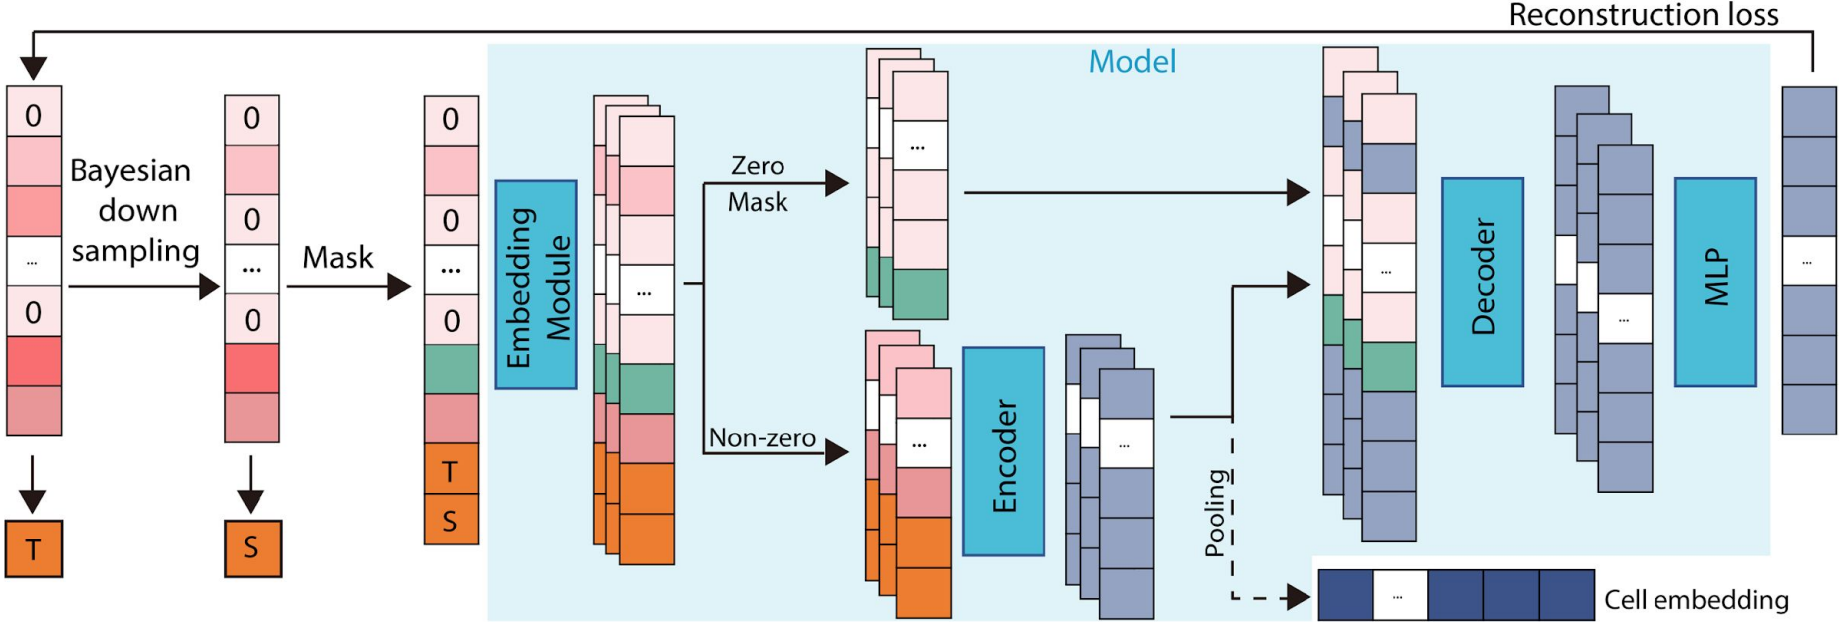 Reconstruction loss
Model
0
...
0
T
Bayesian
down
sampling
0
0
...
0
S
Mask
0
0
...
0
T
S
Embedding
Module
...
Zero
Mask
Non-zero
...
...
Encoder
...
Pooling
...
Decoder
...
MLP
...
...
Cell embedding